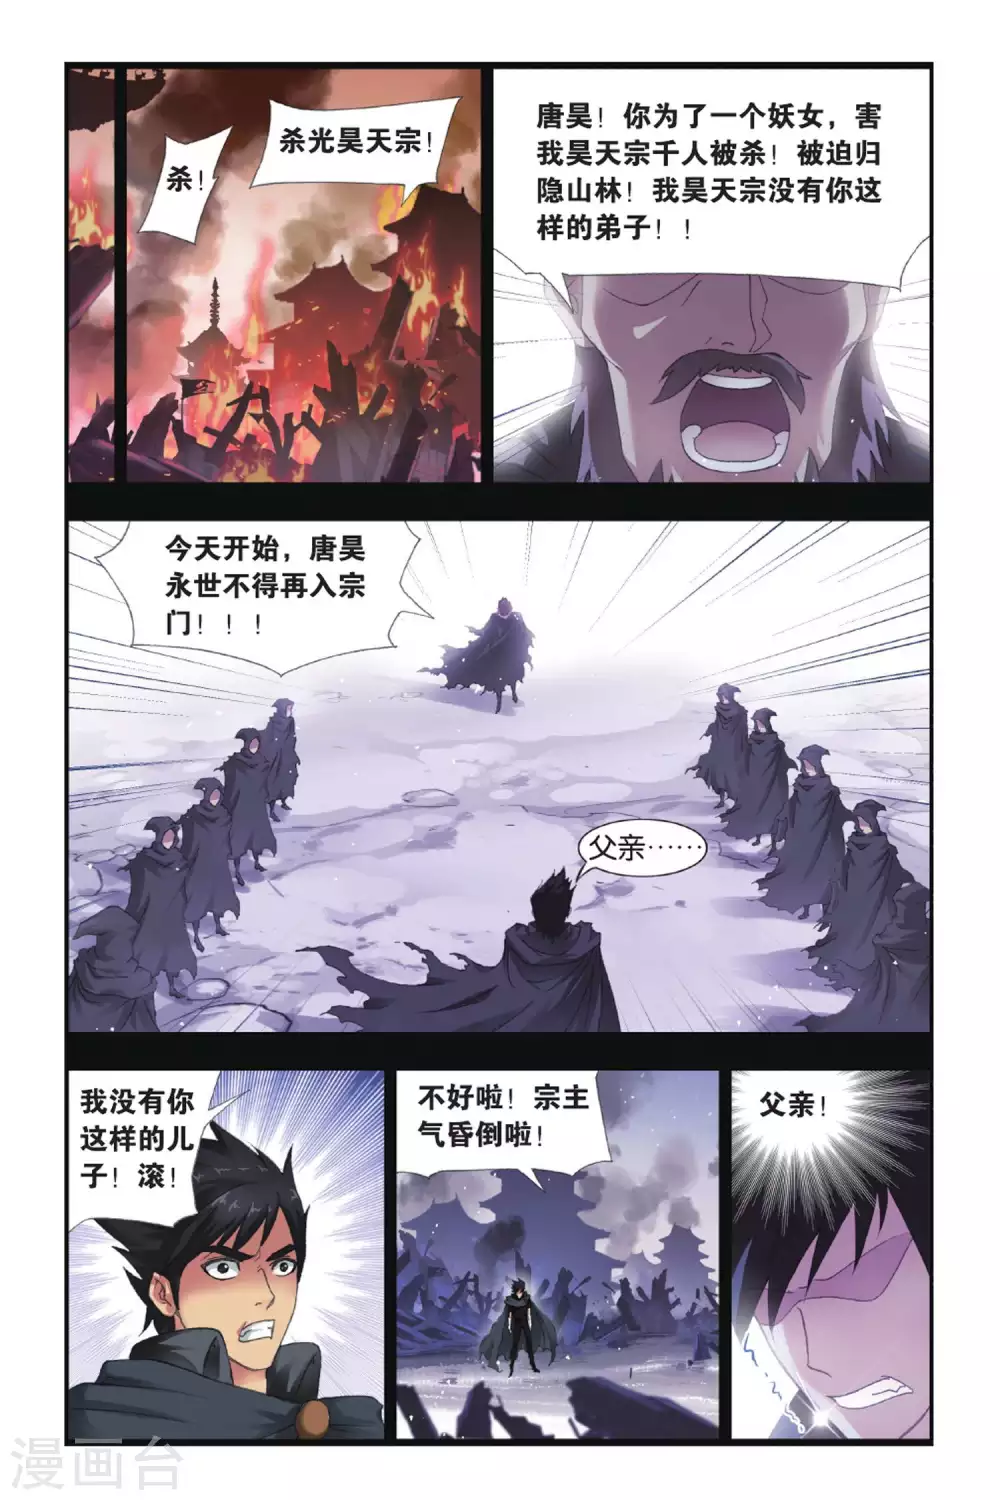 杀！
杀光昊天宗！
唐昊！你为了一个妖女，害
我昊天宗千人被杀！被迫归
隐山林！我昊天宗没有你这
样的弟子！！
今天开始，唐昊
永世不得再入宗
门！！！
父亲……
我没有你
这样的儿
子！滚！
不好啦！宗主
气昏倒啦！
父亲！
漫画台